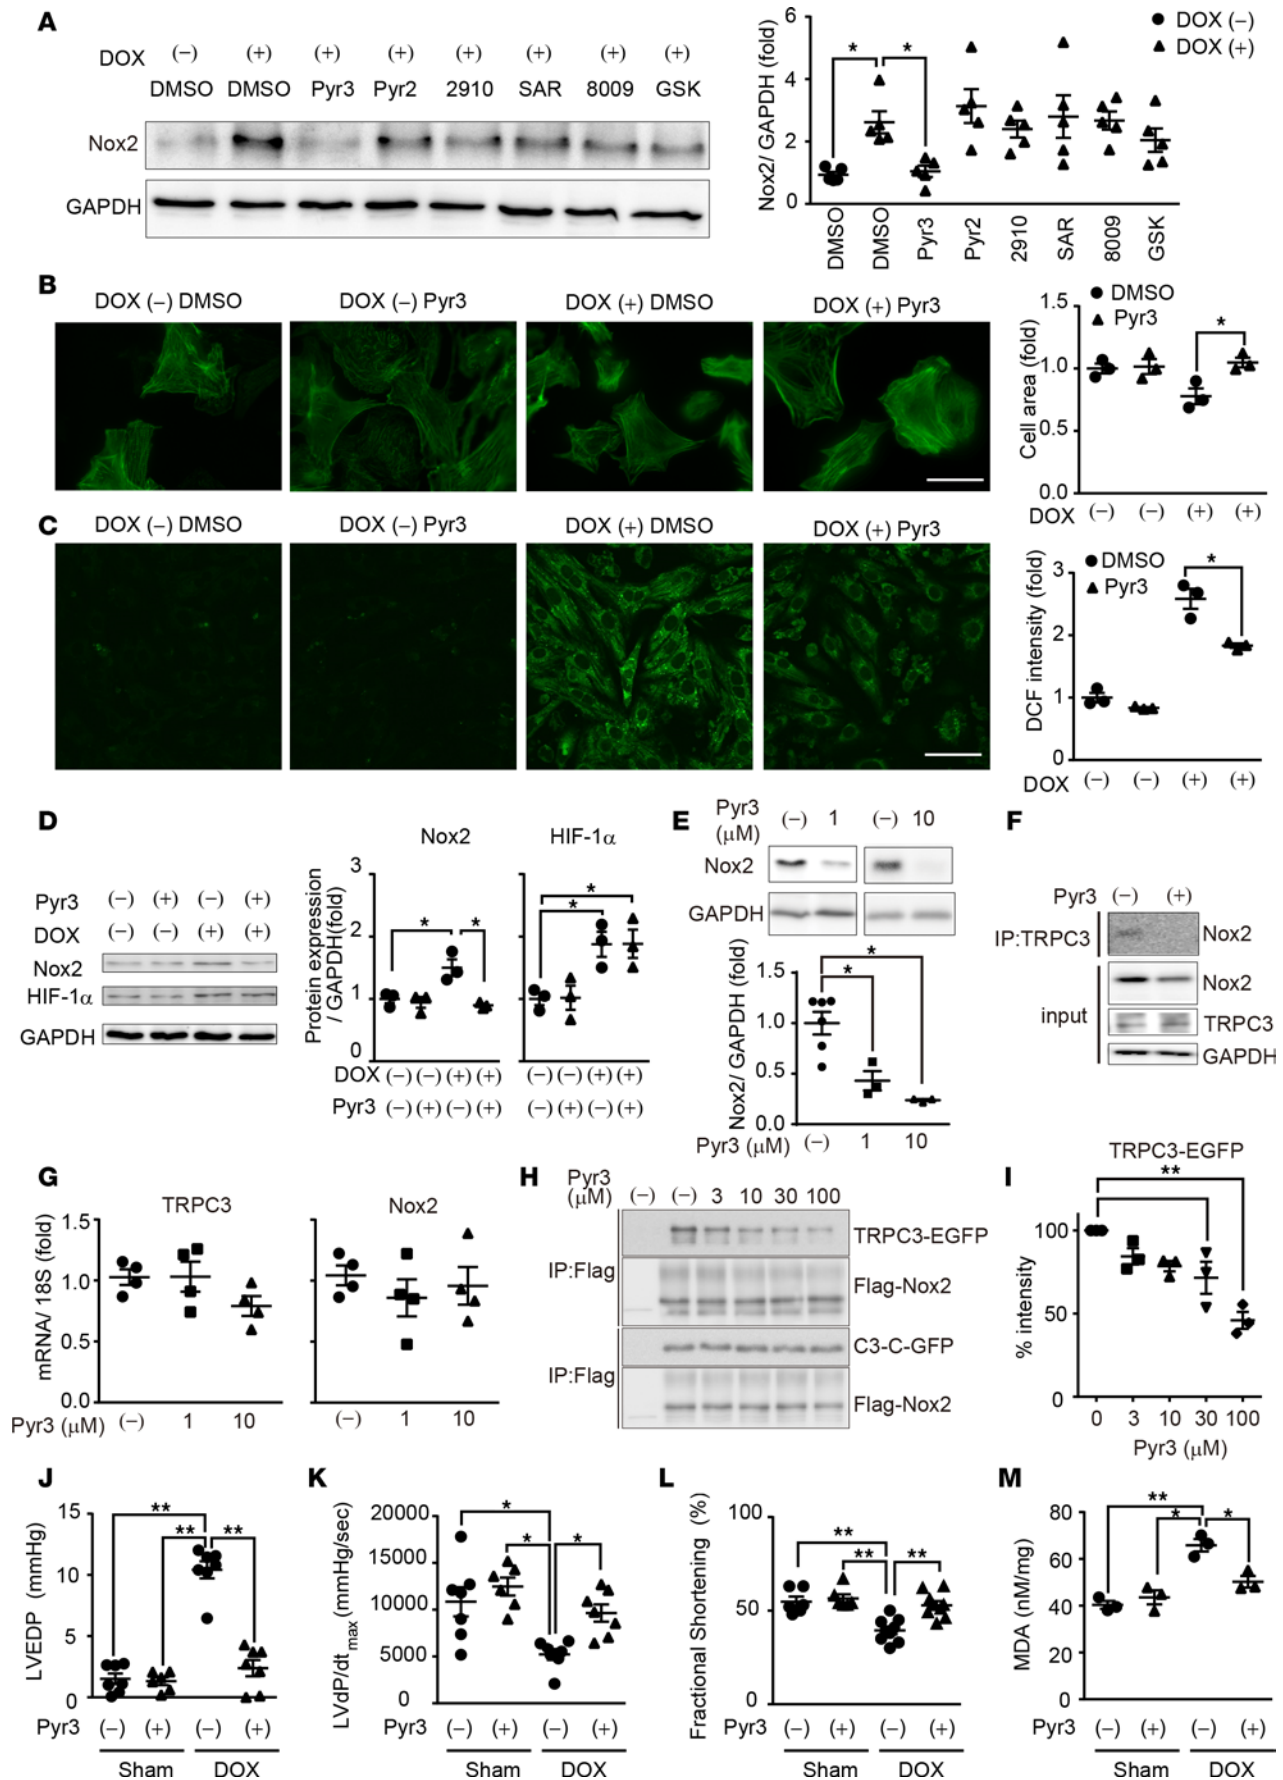 A
DOX (−) (+) (+) (+) (+) (+) (+) (+)
DMSO DMSO Pyr3 Pyr2 2910 SAR 8009 GSK
Nox2
GAPDH
Nox2/ GAPDH (fold)
6
4
2
0
DOX (−)
DOX (+)
* *
DMSO DMSO Pyr3 Pyr2 2910 SAR 8009 GSK
B
DOX (−) DMSO DOX (−) Pyr3 DOX (+) DMSO DOX (+) Pyr3
Cell area (fold)
1.5
1.0
0.5
0.0
DMSO
Pyr3
*
DOX (−) (−) (+) (+)
C
DOX (−) DMSO DOX (−) Pyr3 DOX (+) DMSO DOX (+) Pyr3
DCF intensity (fold)
3
2
1
0
DMSO
Pyr3
*
DOX (−) (−) (+) (+)
D
Pyr3 (−) (+) (−) (+)
DOX (−) (−) (+) (+)
Nox2
HIF-1α
GAPDH
Nox2 HIF-1α
Protein expression
/ GAPDH(fold)
3
2
1
0
* *
*
*
DOX (−) (−) (+) (+) (−) (−) (+) (+)
Pyr3 (−) (+) (−) (+) (−) (+) (−) (+)
E
Pyr3
(μM) (−) 1 (−) 10
Nox2
GAPDH
Nox2/ GAPDH (fold)
1.5
1.0
0.5
0.0
*
*
Pyr3 (μM) (−) 1 10
F
Pyr3 (−) (+)
IP:TRPC3 Nox2
input
Nox2
TRPC3
GAPDH
G
TRPC3 Nox2
mRNA/ 18S (fold)
1.5
1.0
0.5
0.0
Pyr3 (μM) (−) 1 10 (−) 1 10
H
Pyr3
(μM) (−) (−) 3 10 30 100
IP:Flag
TRPC3-EGFP
Flag-Nox2
IP:Flag
C3-C-GFP
Flag-Nox2
I
TRPC3-EGFP
**
% intensity
100
50
0
0 3 10 30 100
Pyr3 (μM)
J
LVEDP (mmHg)
15
10
5
0
**
** **
Pyr3 (−) (+) (−) (+)
Sham DOX
K
LVdP/dtmax (mmHg/sec)
20000
15000
10000
5000
0
*
* *
Pyr3 (−) (+) (−) (+)
Sham DOX
L
Fractional Shortening (%)
100
50
0
**
** **
Pyr3 (−) (+) (−) (+)
Sham DOX
M
MDA (nM/mg)
80
60
40
20
0
**
* *
Pyr3 (−) (+) (−) (+)
Sham DOX